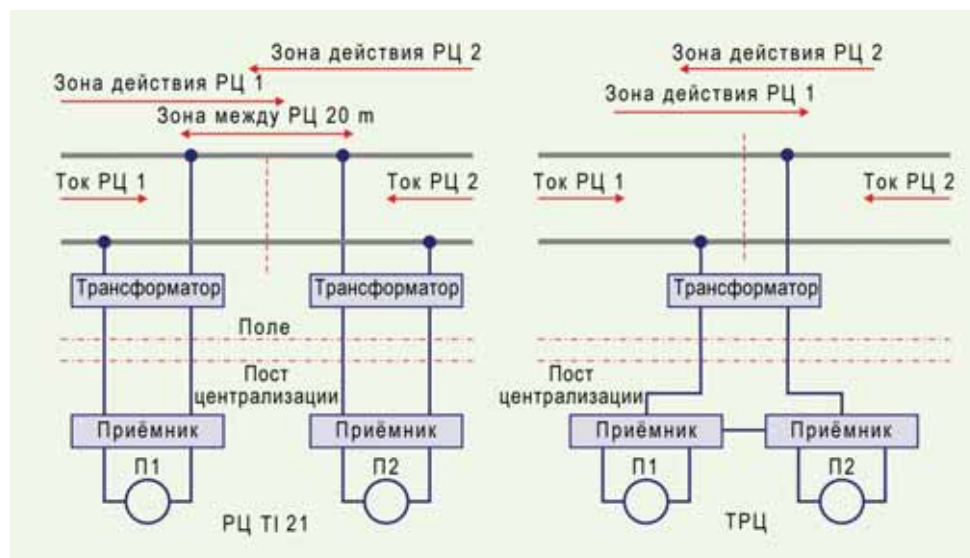 Зона действия РЦ 2
Зона действия РЦ 1
Зона между РЦ 20 m
Ток РЦ 1
Ток РЦ 2
Трансформатор
Трансформатор
Поле
Пост
централизации
Приёмник
Приёмник
П1
П2
РЦ TI 21
Зона действия РЦ 2
Зона действия РЦ 1
Ток РЦ 1
Ток РЦ 2
Трансформатор
Пост
централизации
Приёмник
Приёмник
П1
П2
ТРЦ